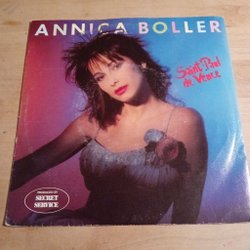 ANNICA BOLLER
Saint Paul
de Vence
PRODUCED BY
SECRET
SERVICE